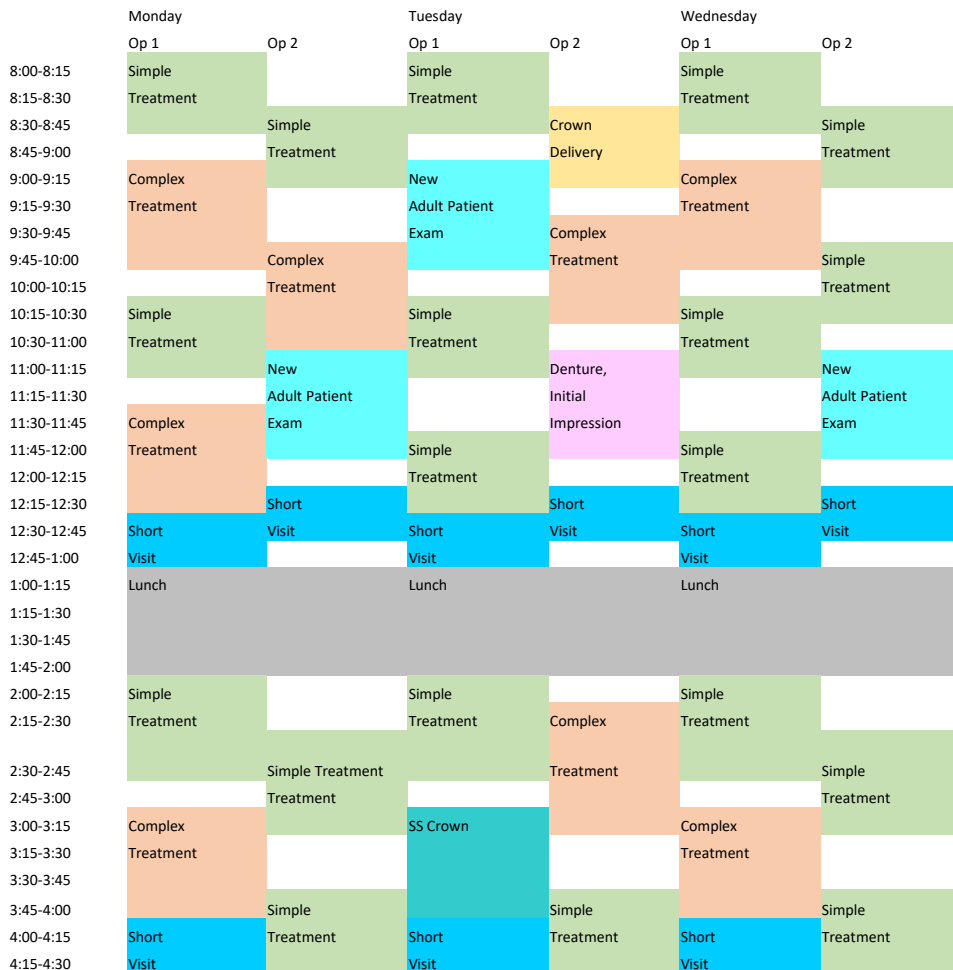 Monday Tuesday Wednesday
Op 1 Op 2 Op 1 Op 2 Op 1 Op 2
8:00-8:15 Simple Simple Simple
8:15-8:30 Treatment Treatment Treatment
8:30-8:45 Simple Crown Simple
8:45-9:00 Treatment Delivery Treatment
9:00-9:15 Complex New Complex
9:15-9:30 Treatment Adult Patient Treatment
9:30-9:45 Exam Complex
9:45-10:00 Complex Treatment Simple
10:00-10:15 Treatment Treatment
10:15-10:30 Simple Simple Simple
10:30-11:00 Treatment Treatment Treatment
11:00-11:15 New Denture, New
11:15-11:30 Adult Patient Initial Adult Patient
11:30-11:45 Complex Exam Impression Exam
11:45-12:00 Treatment Simple Simple
12:00-12:15 Treatment Treatment
12:15-12:30 Short Short Short
12:30-12:45 Short Visit Short Visit Short Visit
12:45-1:00 Visit Visit Visit
1:00-1:15 Lunch Lunch Lunch
1:15-1:30
1:30-1:45
1:45-2:00
2:00-2:15 Simple Simple Simple
2:15-2:30 Treatment Treatment Complex Treatment
2:30-2:45 Simple Treatment Treatment Simple
2:45-3:00 Treatment Treatment
3:00-3:15 Complex SS Crown Complex
3:15-3:30 Treatment Treatment
3:30-3:45
3:45-4:00 Simple Simple Simple
4:00-4:15 Short Treatment Short Treatment Short Treatment
4:15-4:30 Visit Visit Visit